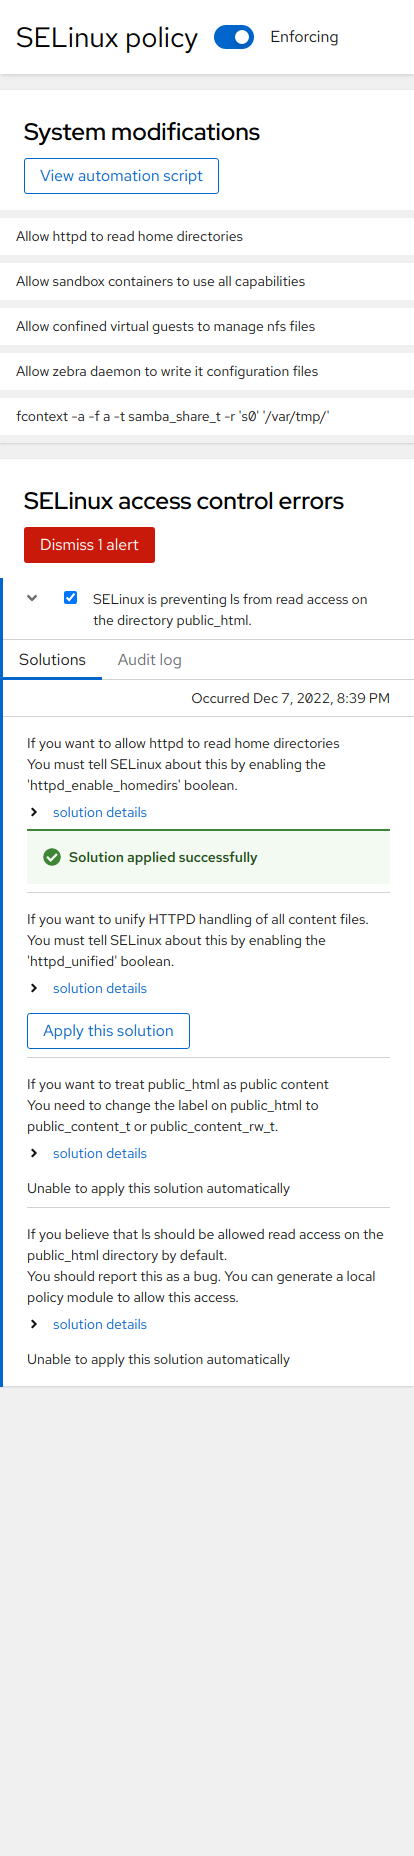 SELinux policy Enforcing
System modifications
View automation script
Allow httpd to read home directories
Allow sandbox containers to use all capabilities
Allow confined virtual guests to manage nfs files
Allow zebra daemon to write it configuration files
fcontext -a -f a -t samba_share_t -r 's0' '/var/tmp/'
SELinux access control errors
Dismiss 1 alert
SELinux is preventing ls from read access on
the directory public_html.
Solutions Audit log
Occurred Dec 7, 2022, 8:39 PM
If you want to allow httpd to read home directories
You must tell SELinux about this by enabling the
'httpd_enable_homedirs' boolean.
solution details
Solution applied successfully
If you want to unify HTTPD handling of all content files.
You must tell SELinux about this by enabling the
'httpd_unified' boolean.
solution details
Apply this solution
If you want to treat public_html as public content
You need to change the label on public_html to
public_content_t or public_content_rw_t.
solution details
Unable to apply this solution automatically
If you believe that ls should be allowed read access on the
public_html directory by default.
You should report this as a bug. You can generate a local
policy module to allow this access.
solution details
Unable to apply this solution automatically